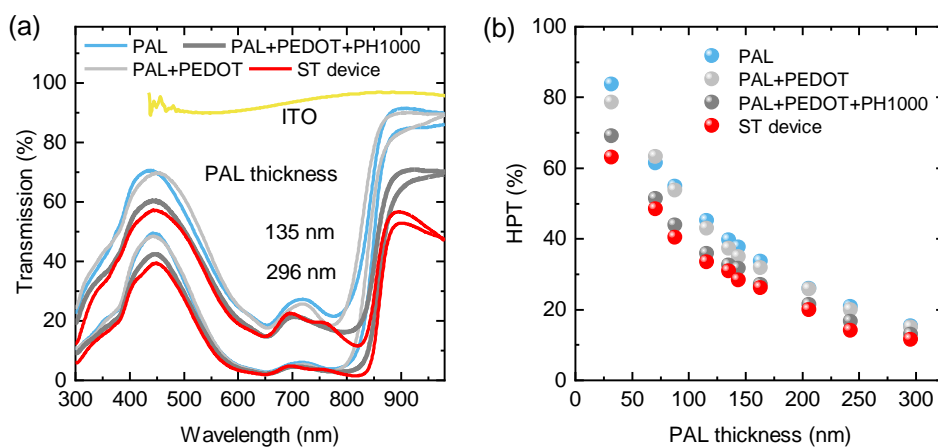 (a)
PAL
PAL+PEDOT+PH1000
PAL+PEDOT
ST device
ITO
PAL thickness
135 nm
296 nm
Transmission (%)
100
80
60
40
20
0
300 400 500 600 700 800 900
Wavelength (nm)
(b)
PAL
PAL+PEDOT
PAL+PEDOT+PH1000
ST device
HPT (%)
100
80
60
40
20
0
0 50 100 150 200 250 300
PAL thickness (nm)